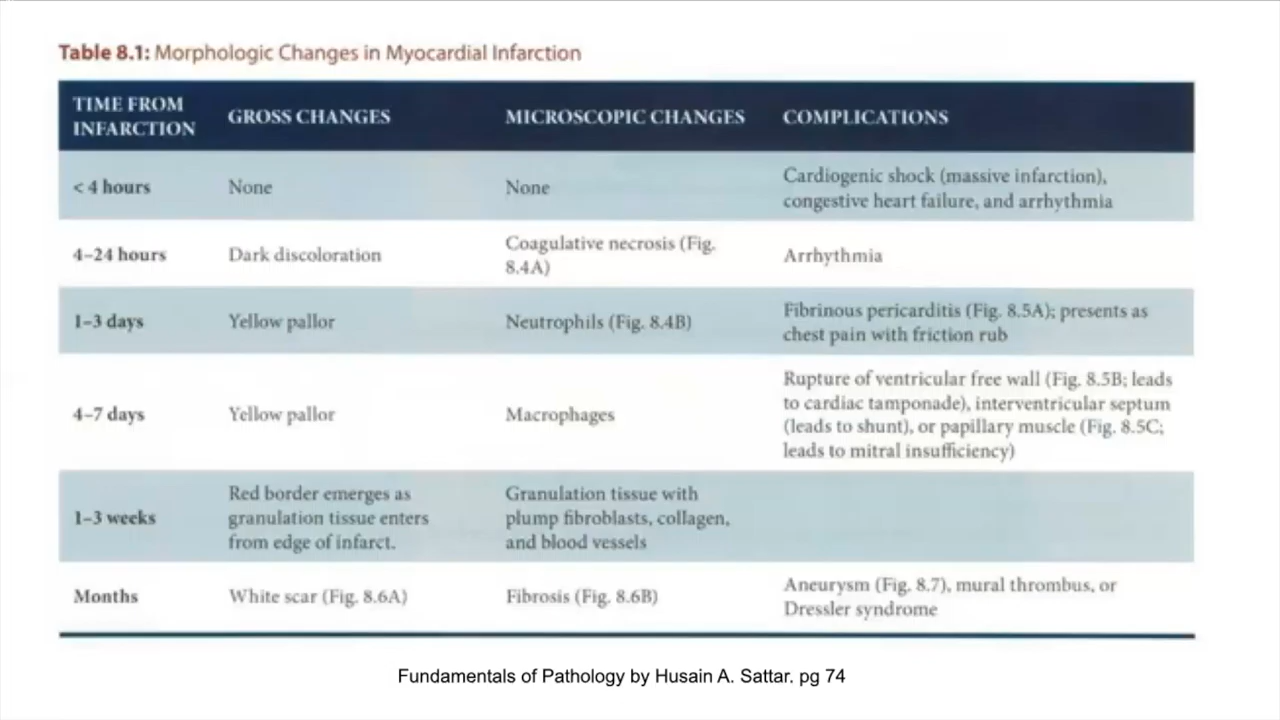 Table 8.1: Morphologic Changes in Myocardial Infarction
TIME FROM
INFARCTION
GROSS CHANGES
MICROSCOPIC CHANGES
COMPLICATIONS
< 4 hours
None
None
Cardiogenic shock (massive infarction),
congestive heart failure, and arrhythmia
4–24 hours
Dark discoloration
Coagulative necrosis (Fig.
8.4A)
Arrhythmia
1–3 days
Yellow pallor
Neutrophils (Fig. 8.4B)
Fibrinous pericarditis (Fig. 8.5A); presents as
chest pain with friction rub
4–7 days
Yellow pallor
Macrophages
Rupture of ventricular free wall (Fig. 8.5B; leads
to cardiac tamponade), interventricular septum
(leads to shunt), or papillary muscle (Fig. 8.5C;
leads to mitral insufficiency)
1–3 weeks
Red border emerges as
granulation tissue enters
from edge of infarct.
Granulation tissue with
plump fibroblasts, collagen,
and blood vessels
Months
White scar (Fig. 8.6A)
Fibrosis (Fig. 8.6B)
Aneurysm (Fig. 8.7), mural thrombus, or
Dressler syndrome
Fundamentals of Pathology by Husain A. Sattar. pg 74